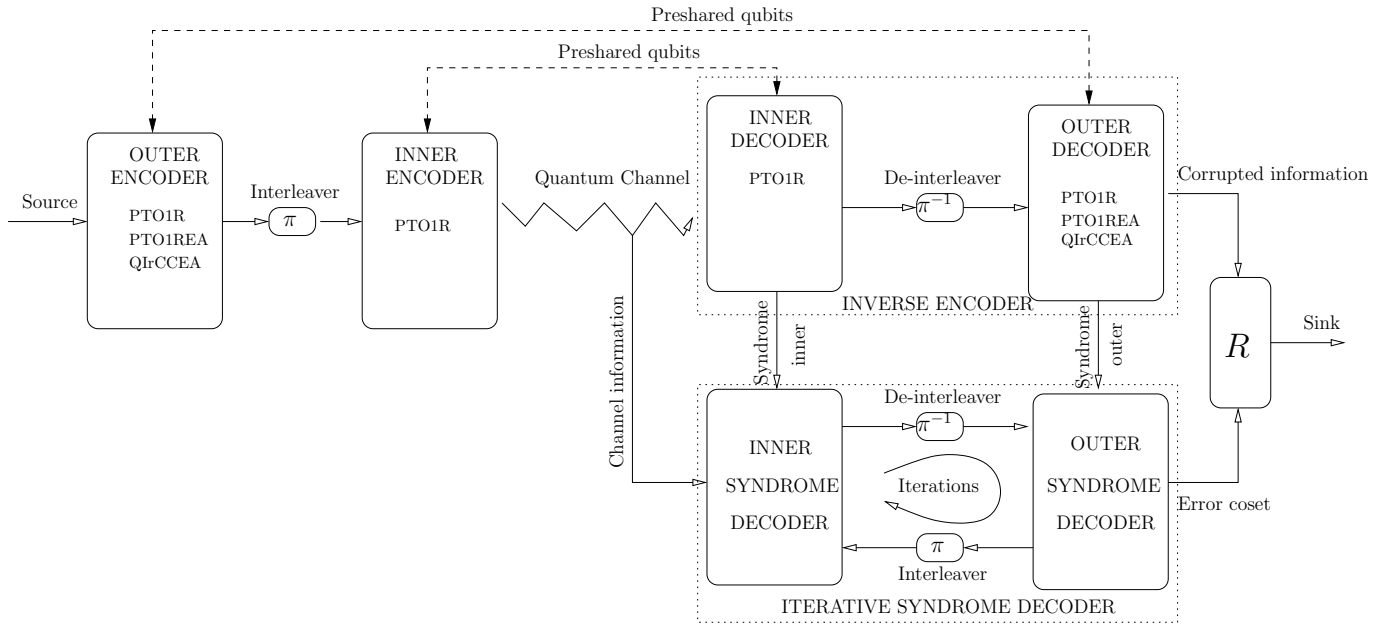 Preshared qubits
Preshared qubits
OUTER
ENCODER
PTO1R
PTO1REA
QIrCCEA
Source
Interleaver
π
INNER
ENCODER
PTO1R
Quantum Channel
INNER
DECODER
PTO1R
De-interleaver
π−1
OUTER
DECODER
PTO1R
PTO1REA
QIrCCEA
INVERSE ENCODER
Corrupted information
R
Sink
Channel information
Syndrome
inner
Syndrome
outer
INNER
SYNDROME
DECODER
De-interleaver
π−1
Iterations
π
Interleaver
OUTER
SYNDROME
DECODER
Error coset
ITERATIVE SYNDROME DECODER